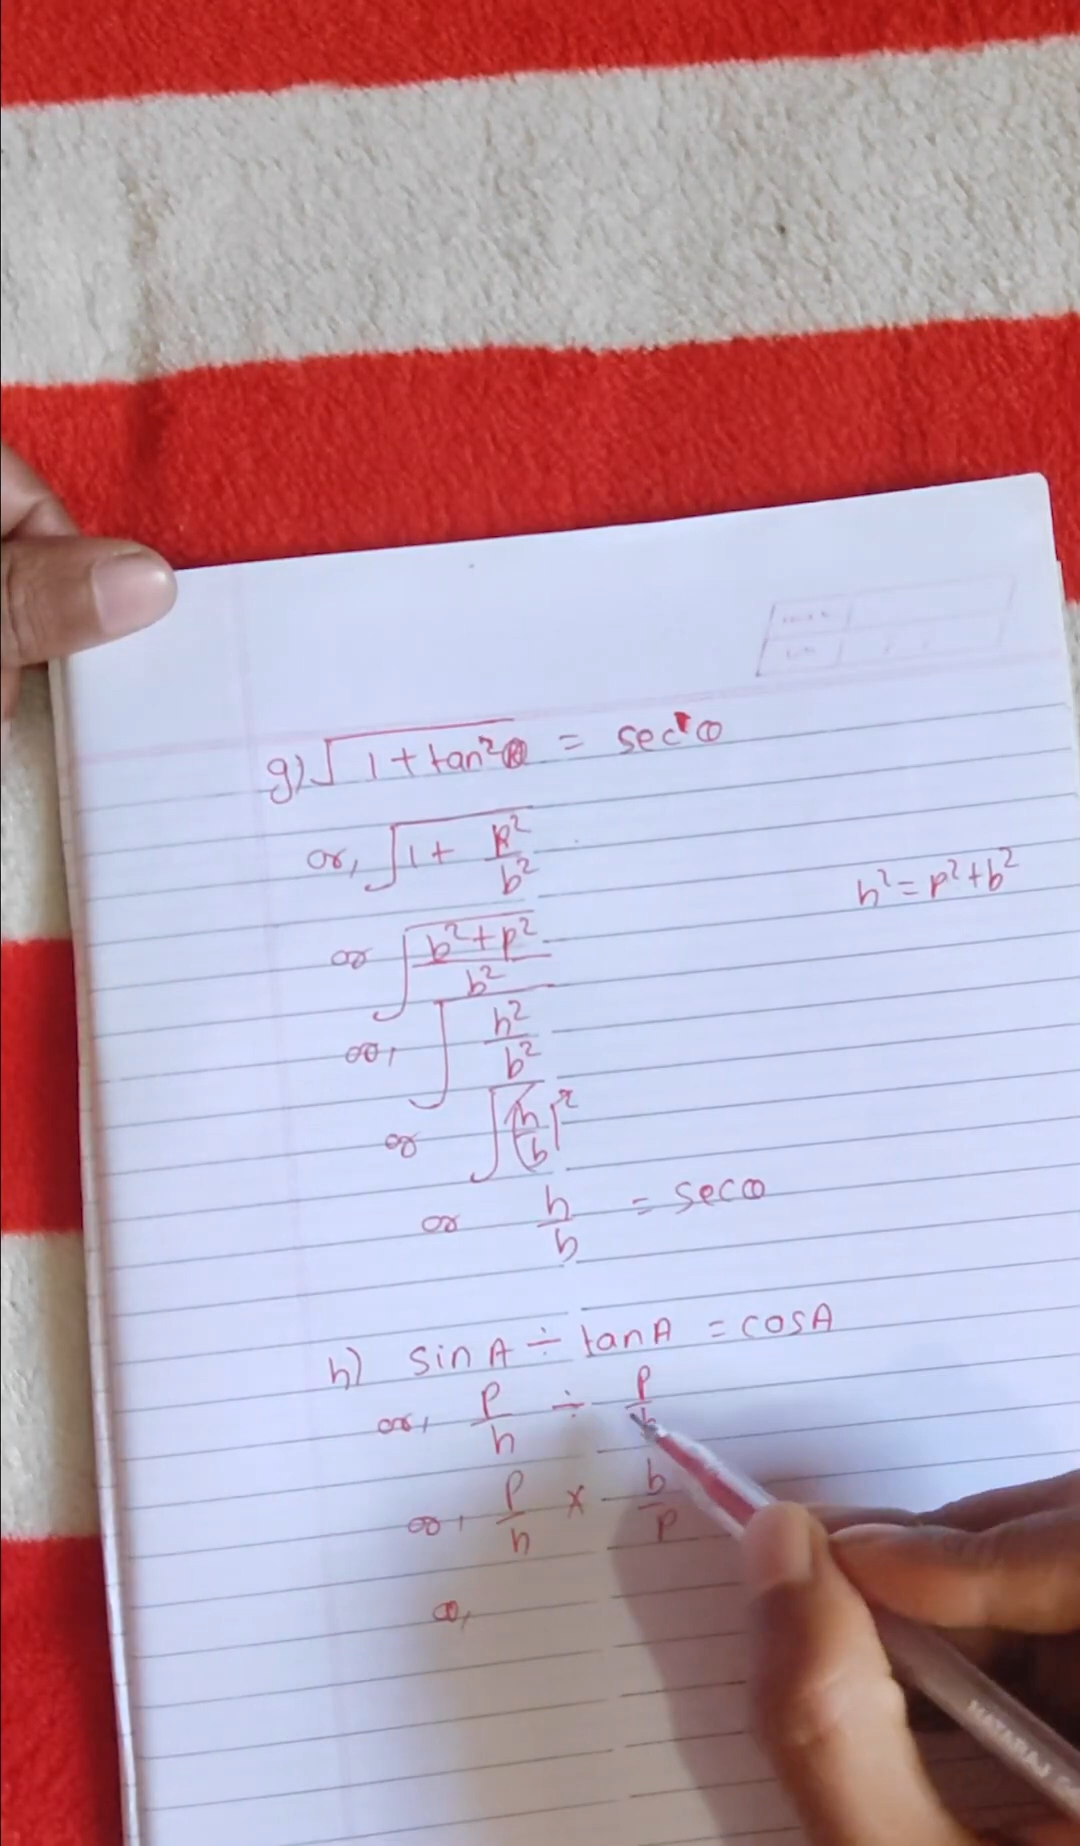 g) √1 + tan²θ = secθ
or, √1 + p²/b²
h² = p² + b²
or √b² + p²/b²
or, √h²/b²
or √(h/b)²
or h/b = secθ
h) sin A ÷ tan A = cos A
or, p/h ÷ p/b
or, p/h × b/p
or,